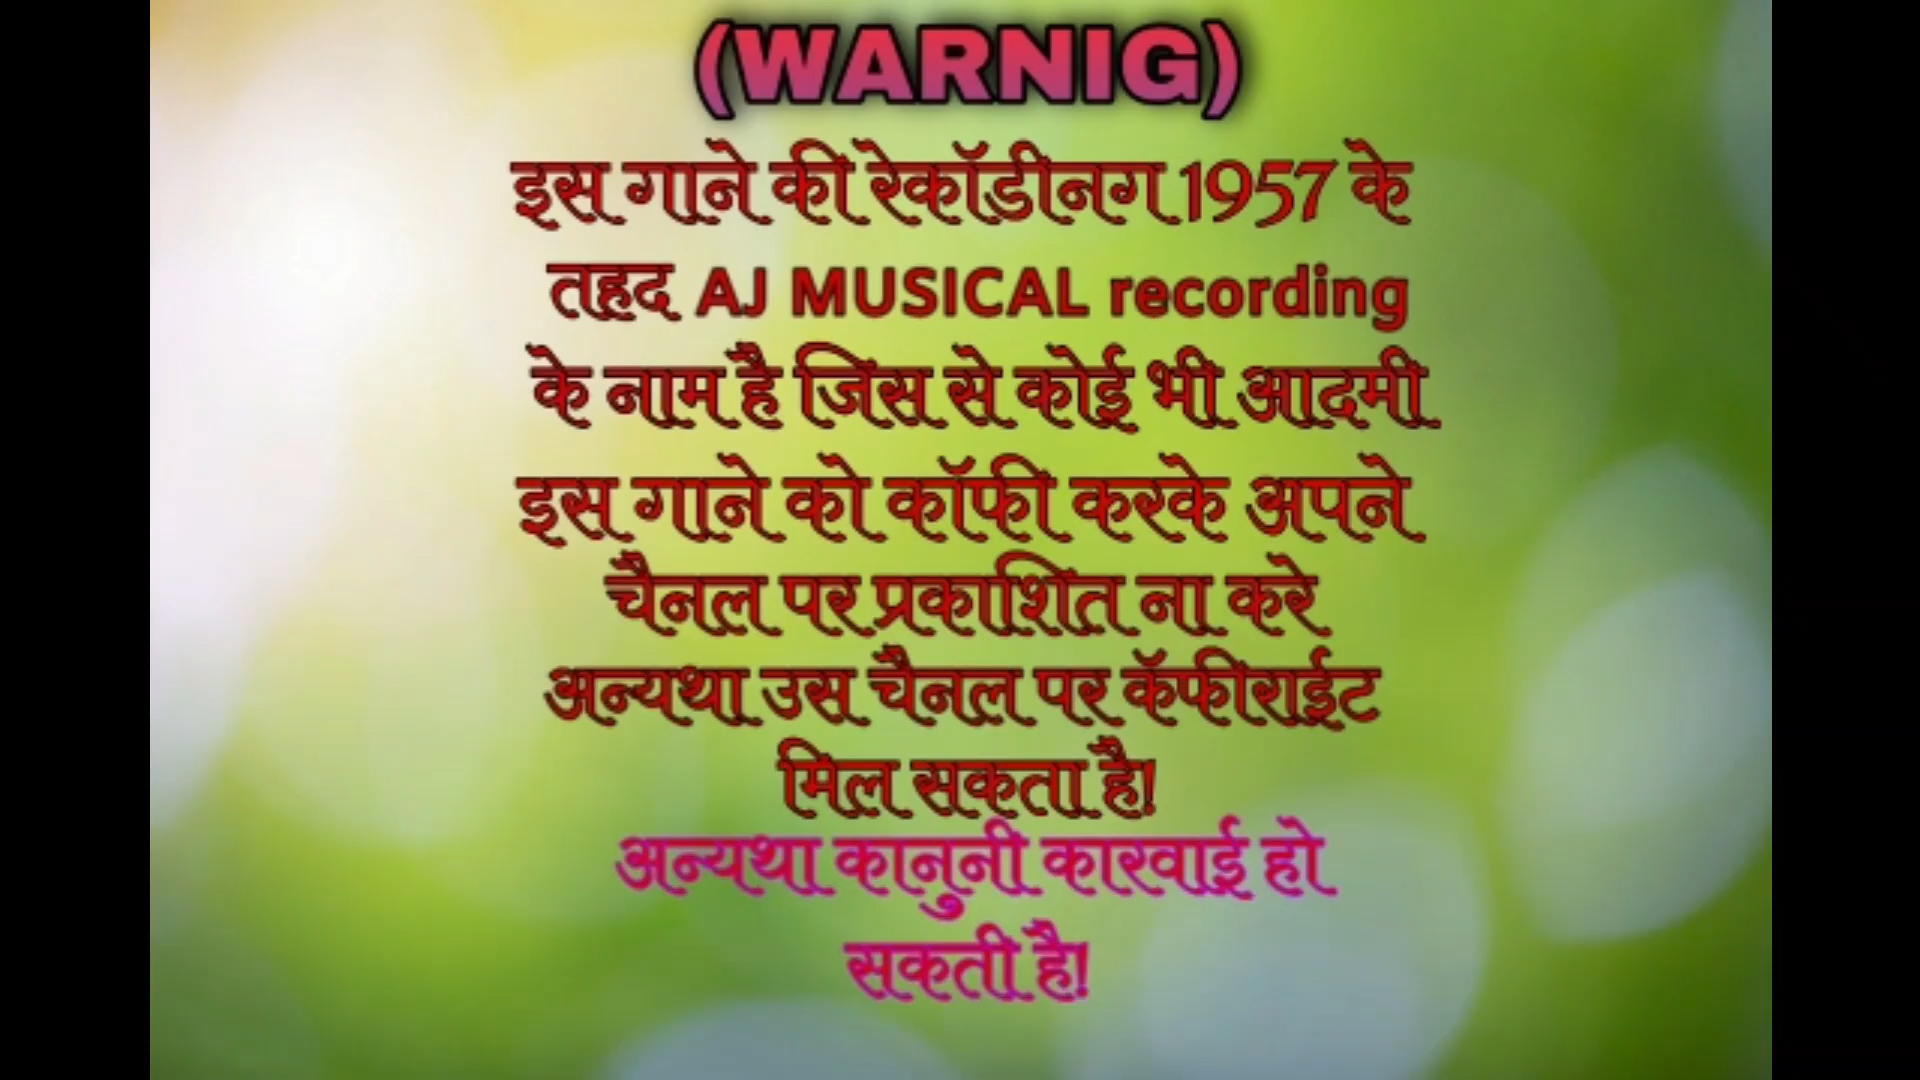 (WARNIG)
इस गाने की रेकॉडीनग 1957 के
तहद AJ MUSICAL recording
के नाम है जिस से कोई भी आदमी
इस गाने को कॉफी करके अपने
चैनल पर प्रकाशित ना करे
अन्यथा उस चैनल पर कॅफीराईट
मिल सकता है!
अन्यथा कानुनी कारवाई हो
सकती है!